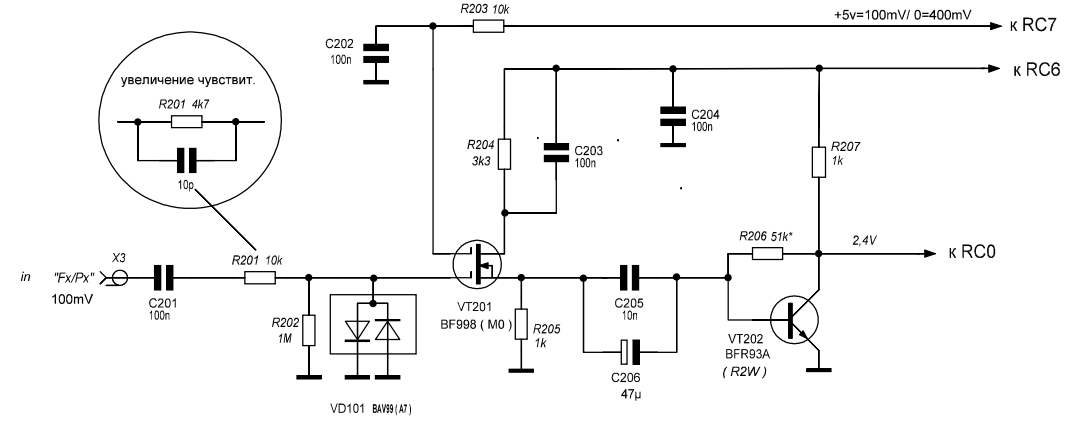 R203 10k
+5v=100mV/ 0=400mV
к RC7
C202
100n
к RC6
увеличение чувствит.
R201 4k7
10p
C204
100n
R204
3k3
C203
100n
R207
1k
R206 51k*
2,4V
к RC0
X3
in
"Fx/Px"
100mV
R201 10k
C201
100n
R202
1M
VT201
BF998 ( M0 )
R205
1k
C205
10n
C206
47µ
VT202
BFR93A
( R2W )
VD101 BAV99 ( A7 )